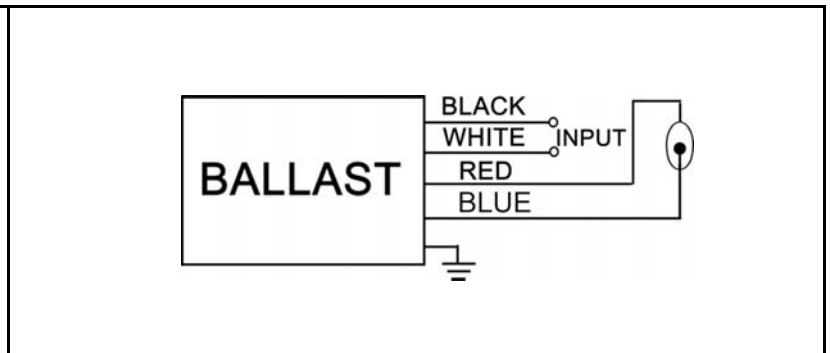 BALLAST
BLACK
WHITE
INPUT
RED
BLUE